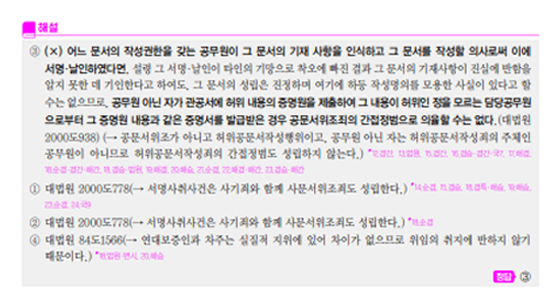 해설
③ (×) 어느 문서의 작성권한을 갖는 공무원이 그 문서의 기재 사항을 인식하고 그 문서를 작성할 의사로써 이에
서명·날인하였다면, 설령 그 서명·날인이 타인의 기망으로 착오에 빠진 결과 그 문서의 기재사항이 진실에 반함을
알지 못한 데 기인한다고 하여도, 그 문서의 성립은 진정하며 여기에 하등 작성명의를 모용한 사실이 있다고 할
수는 없으므로, 공무원 아닌 자가 관공서에 허위 내용의 증명원을 제출하여 그 내용이 허위인 정을 모르는 담당공무원
으로부터 그 증명원 내용과 같은 증명서를 발급받은 경우 공문서위조죄의 간접정범으로 의율할 수는 없다.(대법원
2000도938) (→ 공문서위조가 아니고 허위공문서작성행위이고, 공무원 아닌 자는 허위공문서작성죄의 주체인
공무원이 아니므로 허위공문서작성죄의 간접정범도 성립하지 않는다.)
① 대법원 2000도778(→ 서명사취사건은 사기죄와 함께 사문서위조죄도 성립한다.)
② 대법원 2000도778(→ 서명사취사건은 사기죄와 함께 사문서위조죄도 성립한다.)
④ 대법원 84도1566(→ 연대보증인과 차주는 실질적 지위에 있어 차이가 없으므로 위임의 취지에 반하지 않기
때문이다.)
정답 ③